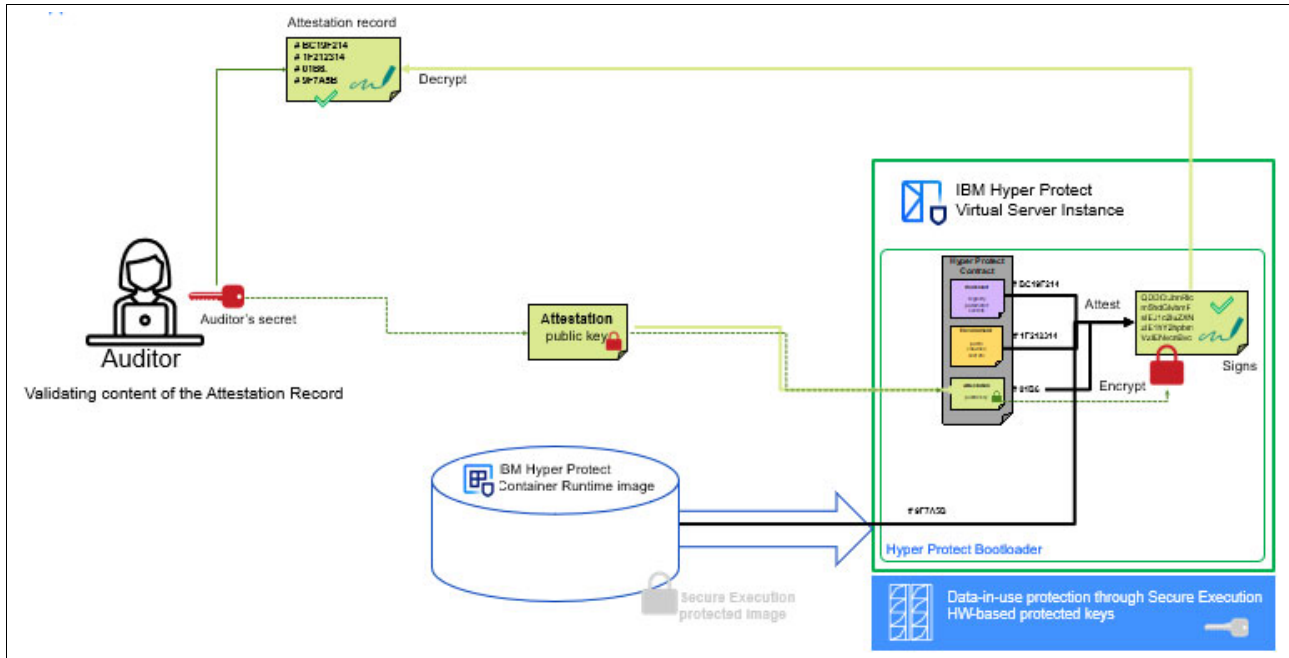 Attestation record
# BC19F214
# 1F212314
# 01B6.
# 9F7A5B
Decrypt
IBM Hyper Protect
Virtual Server Instance
Hyper Protect
Contract
# BC19F214
Attest
# 1F212314
Signs
# 01B6
Encrypt
Auditor's secret
Attestation
public key
Auditor
Validating content of the Attestation Record
IBM Hyper Protect
Container Runtime image
# 9F7A5B
Hyper Protect Bootloader
Secure Execution
protected image
Data-in-use protection through Secure Execution
HW-based protected keys